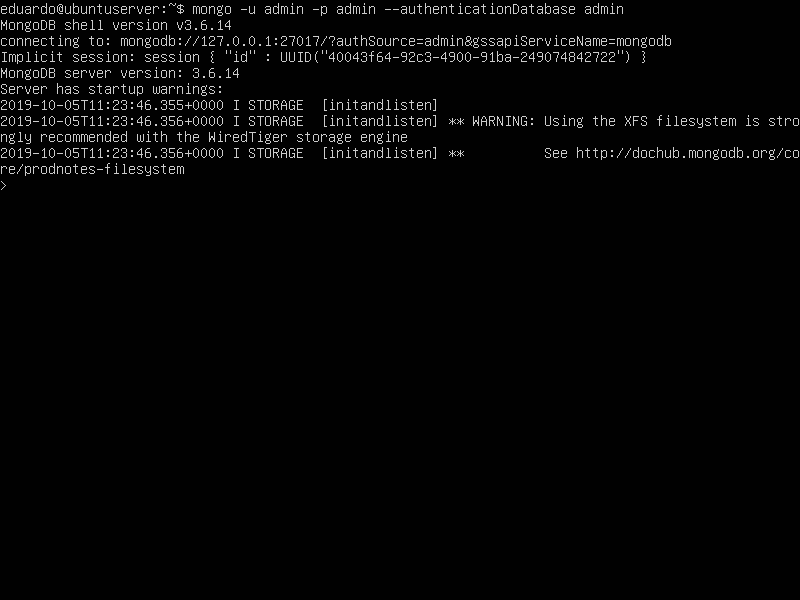 eduardo@ubuntuserver:~$ mongo -u admin -p admin --authenticationDatabase admin
MongoDB shell version v3.6.14
connecting to: mongodb://127.0.0.1:27017/?authSource=admin&gssapiServiceName=mongodb
Implicit session: session { "id" : UUID("40043f64-92c3-4900-91ba-249074842722") }
MongoDB server version: 3.6.14
Server has startup warnings:
2019-10-05T11:23:46.355+0000 I STORAGE  [initandlisten]
2019-10-05T11:23:46.356+0000 I STORAGE  [initandlisten] ** WARNING: Using the XFS filesystem is stro
ngly recommended with the WiredTiger storage engine
2019-10-05T11:23:46.356+0000 I STORAGE  [initandlisten] **          See http://dochub.mongodb.org/co
re/prodnotes-filesystem
>